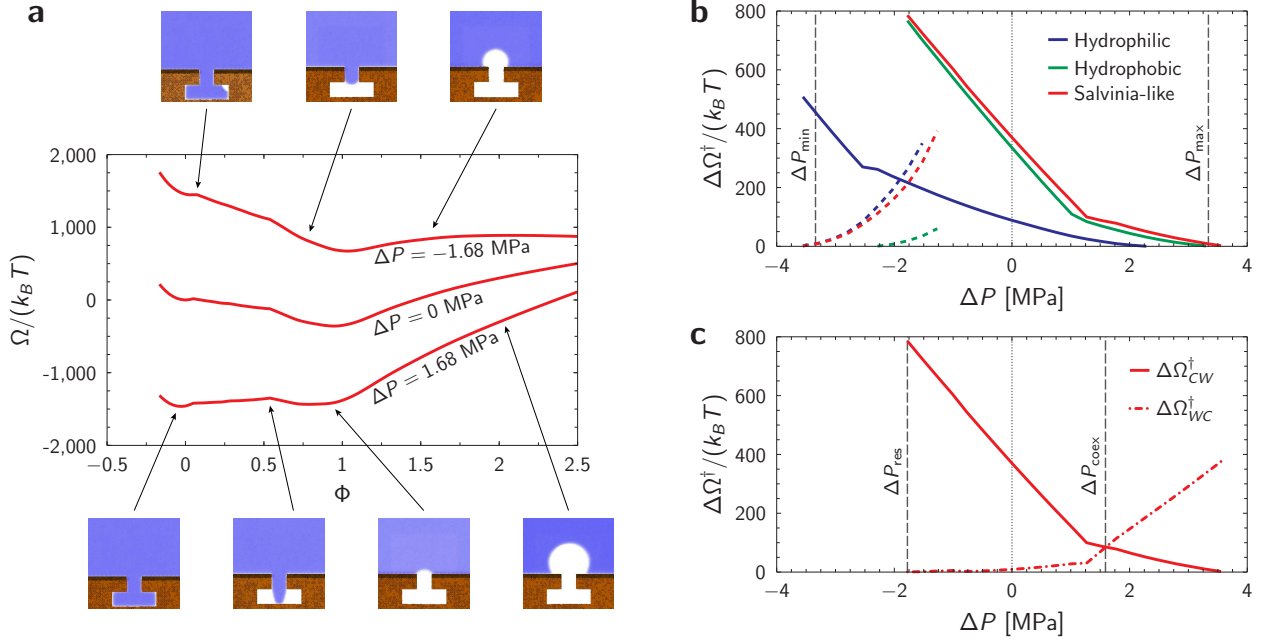 a
2,000
1,000
0
-1,000
-2,000
Ω/(k_B T)
ΔP = −1.68 MPa
ΔP = 0 MPa
ΔP = 1.68 MPa
−0.5
0
0.5
1
1.5
2
2.5
Φ
b
800
600
400
200
0
ΔΩ†/(k_B T)
ΔP_min
ΔP_max
Hydrophilic
Hydrophobic
Salvinia-like
−4
−2
0
2
4
ΔP [MPa]
c
800
600
400
200
0
ΔΩ†/(k_B T)
ΔP_res
ΔP_coex
ΔΩ†_CW
ΔΩ†_WC
−4
−2
0
2
4
ΔP [MPa]